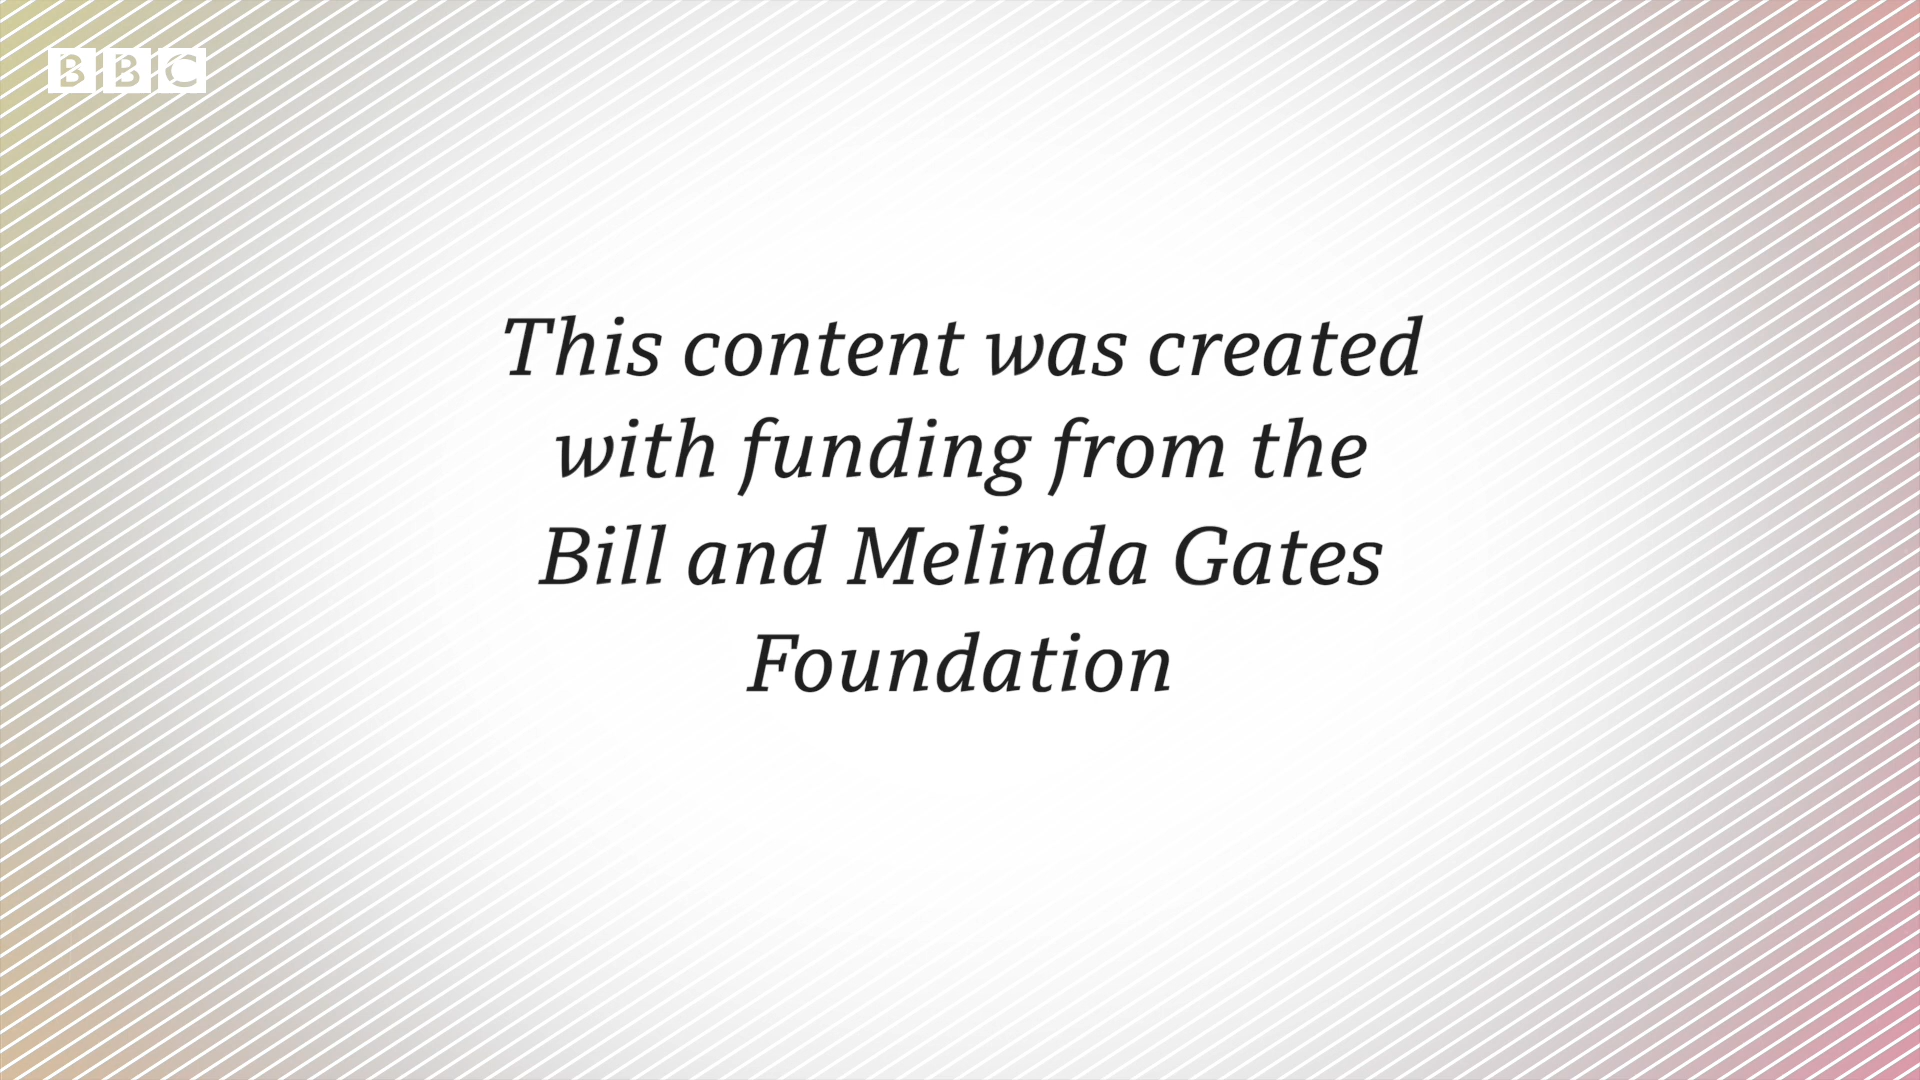 BBC
This content was created
with funding from the
Bill and Melinda Gates
Foundation